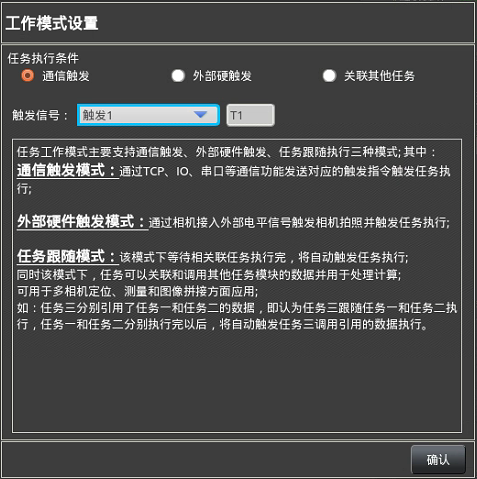 工作模式设置
任务执行条件
通信触发 外部硬触发 关联其他任务
触发信号： 触发1 T1
任务工作模式主要支持通信触发、外部硬件触发、任务跟随执行三种模式; 其中：
通信触发模式：通过TCP、IO、串口等通信功能发送对应的触发指令触发任务执
行;
外部硬件触发模式：通过相机接入外部电平信号触发相机拍照并触发任务执行;
任务跟随模式：该模式下等待相关联任务执行完，将自动触发任务执行;
同时该模式下，任务可以关联和调用其他任务模块的数据并用于处理计算;
可用于多相机定位、测量和图像拼接方面应用;
如：任务三分别引用了任务一和任务二的数据，即认为任务三跟随任务一和任务二执
行，任务一和任务二分别执行完以后，将自动触发任务三调用引用的数据执行。
确认